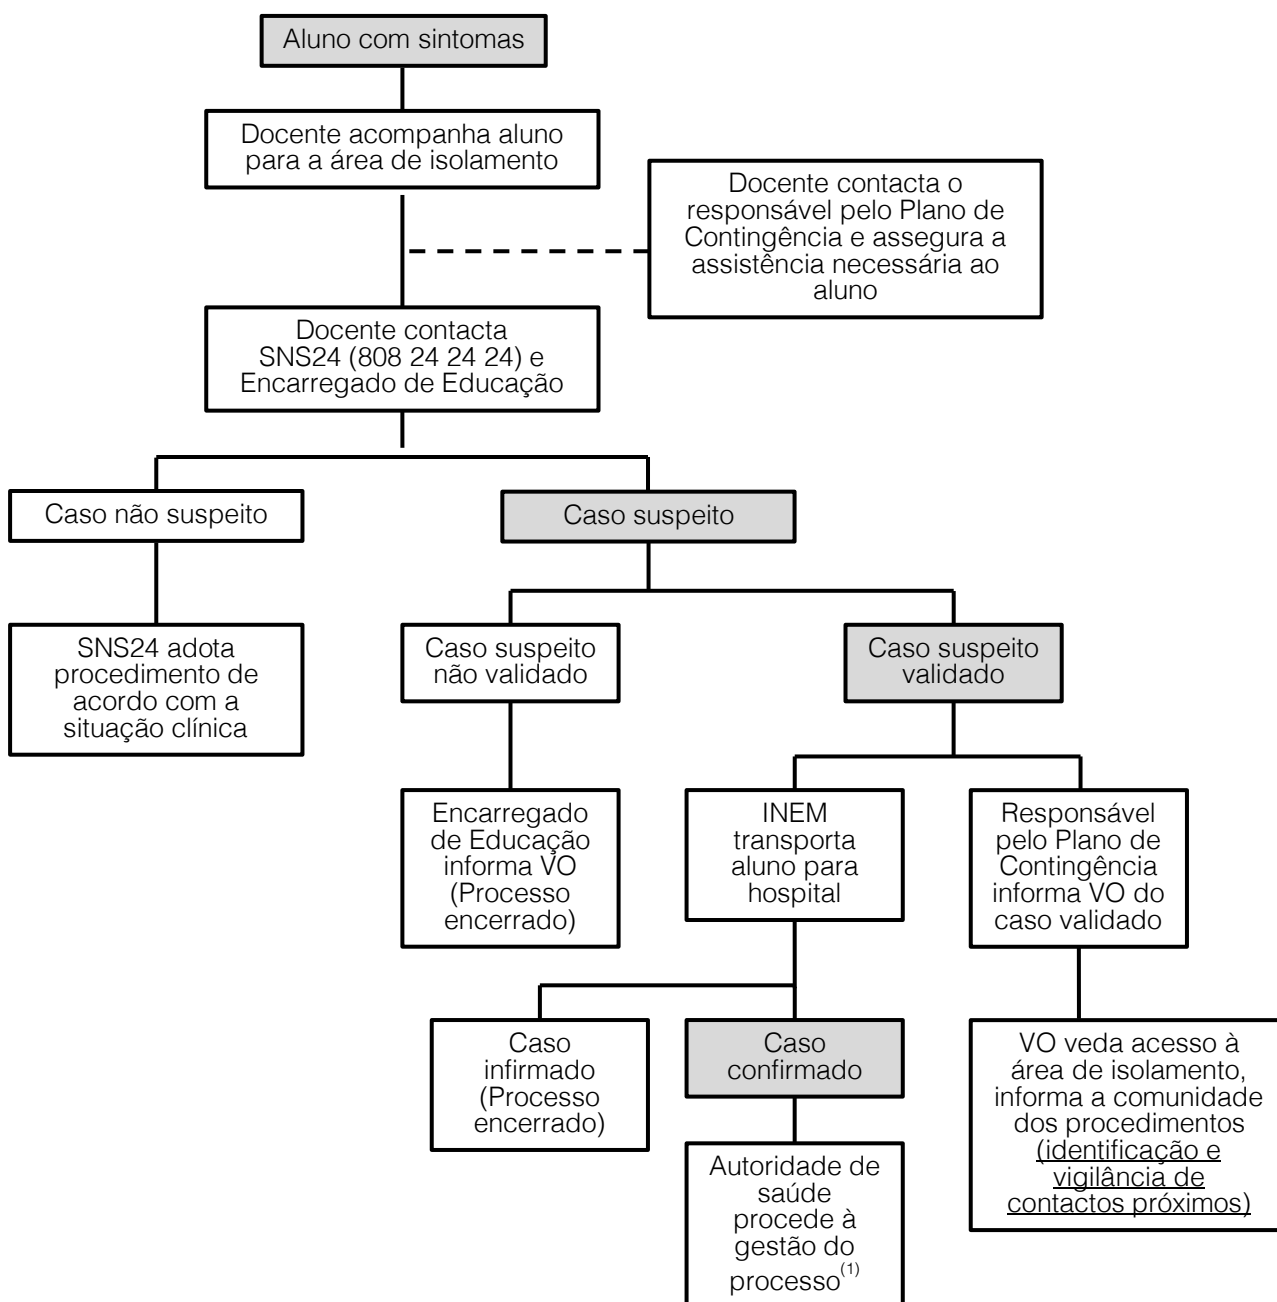 Aluno com sintomas
Docente acompanha aluno
para a área de isolamento
Docente contacta o
responsável pelo Plano de
Contingência e assegura a
assistência necessária ao
aluno
Docente contacta
SNS24 (808 24 24 24) e
Encarregado de Educação
Caso não suspeito
Caso suspeito
SNS24 adota
procedimento de
acordo com a
situação clínica
Caso suspeito
não validado
Caso suspeito
validado
Encarregado
de Educação
informa VO
(Processo
encerrado)
INEM
transporta
aluno para
hospital
Responsável
pelo Plano de
Contingência
informa VO do
caso validado
Caso
infirmado
(Processo
encerrado)
Caso
confirmado
VO veda acesso à
área de isolamento,
informa a comunidade
dos procedimentos
(identificação e
vigilância de
contactos próximos)
Autoridade de
saúde
procede à
gestão do
processo(1)